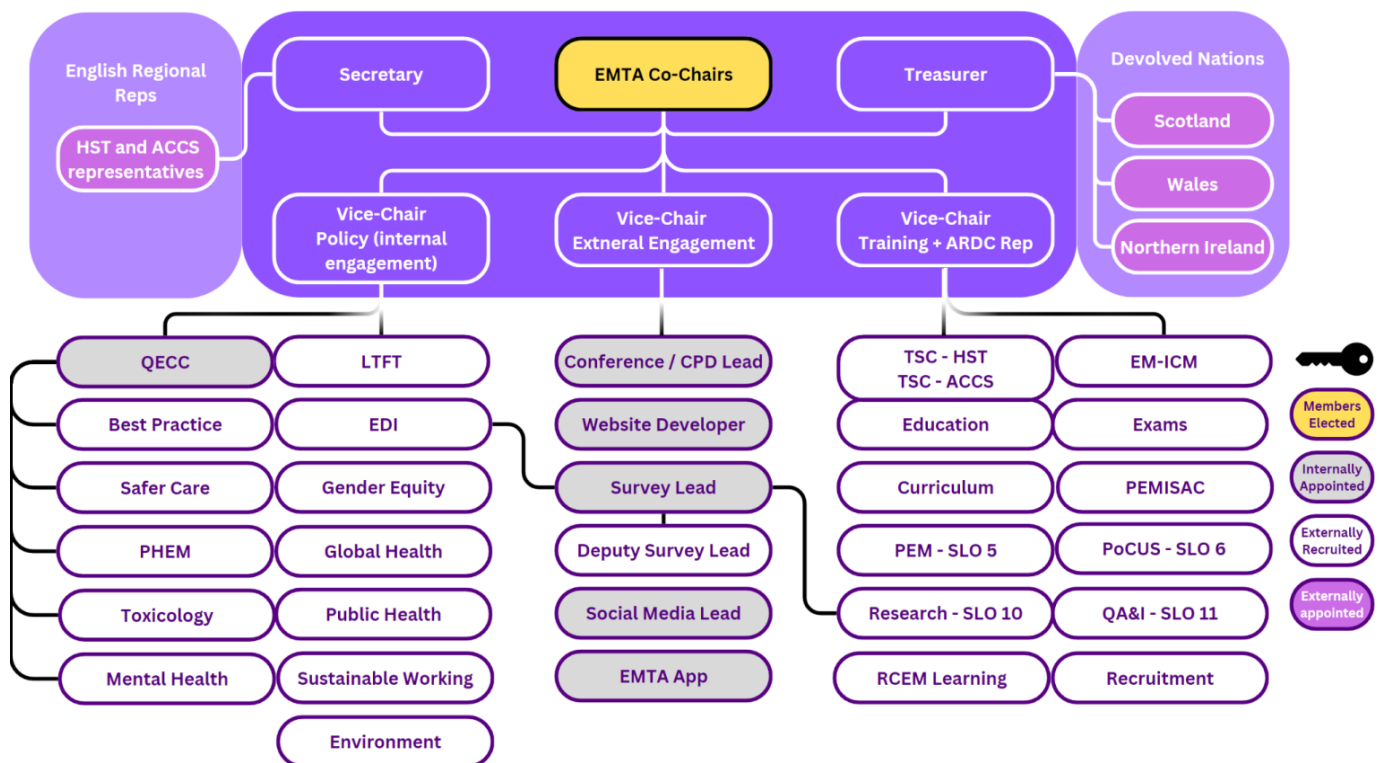 English Regional
Reps
HST and ACCS
representatives
Secretary
EMTA Co-Chairs
Treasurer
Devolved Nations
Scotland
Wales
Northern Ireland
Vice-Chair
Policy (internal
engagement)
Vice-Chair
Extneral Engagement
Vice-Chair
Training + ARDC Rep
QECC
Best Practice
Safer Care
PHEM
Toxicology
Mental Health
LTFT
EDI
Gender Equity
Global Health
Public Health
Sustainable Working
Environment
Conference / CPD Lead
Website Developer
Survey Lead
Deputy Survey Lead
Social Media Lead
EMTA App
TSC - HST
TSC - ACCS
Education
Curriculum
PEM - SLO 5
Research - SLO 10
RCEM Learning
EM-ICM
Exams
PEMISAC
PoCUS - SLO 6
QA&I - SLO 11
Recruitment
Members
Elected
Internally
Appointed
Externally
Recruited
Externally
appointed